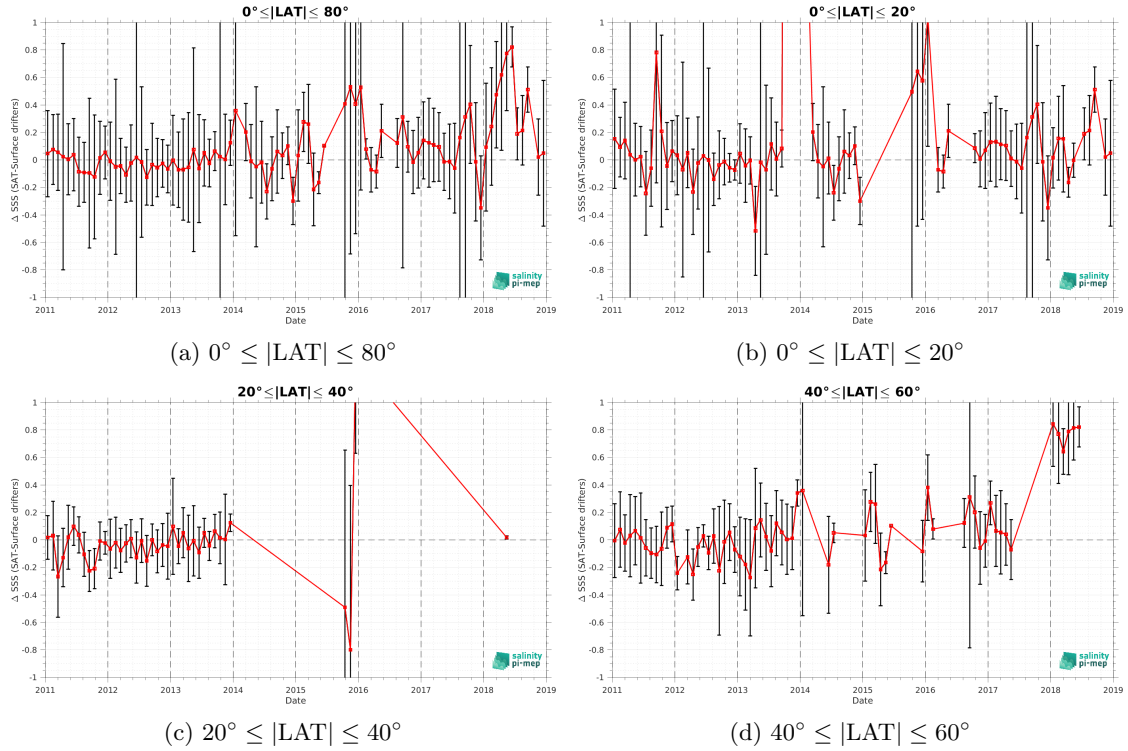 0°≤|LAT|≤ 80°
1
0.8
0.6
0.4
0.2
0
-0.2
-0.4
-0.6
-0.8
-1
Δ SSS (SAT-Surface drifters)
2011 2012 2013 2014 2015 2016 2017 2018 2019
Date
salinity
pi-mep
(a) 0° ≤ |LAT| ≤ 80°
0°≤|LAT|≤ 20°
1
0.8
0.6
0.4
0.2
0
-0.2
-0.4
-0.6
-0.8
-1
Δ SSS (SAT-Surface drifters)
2011 2012 2013 2014 2015 2016 2017 2018 2019
Date
salinity
pi-mep
(b) 0° ≤ |LAT| ≤ 20°
20°≤|LAT|≤ 40°
1
0.8
0.6
0.4
0.2
0
-0.2
-0.4
-0.6
-0.8
-1
Δ SSS (SAT-Surface drifters)
2011 2012 2013 2014 2015 2016 2017 2018 2019
Date
salinity
pi-mep
(c) 20° ≤ |LAT| ≤ 40°
40°≤|LAT|≤ 60°
1
0.8
0.6
0.4
0.2
0
-0.2
-0.4
-0.6
-0.8
-1
Δ SSS (SAT-Surface drifters)
2011 2012 2013 2014 2015 2016 2017 2018 2019
Date
salinity
pi-mep
(d) 40° ≤ |LAT| ≤ 60°